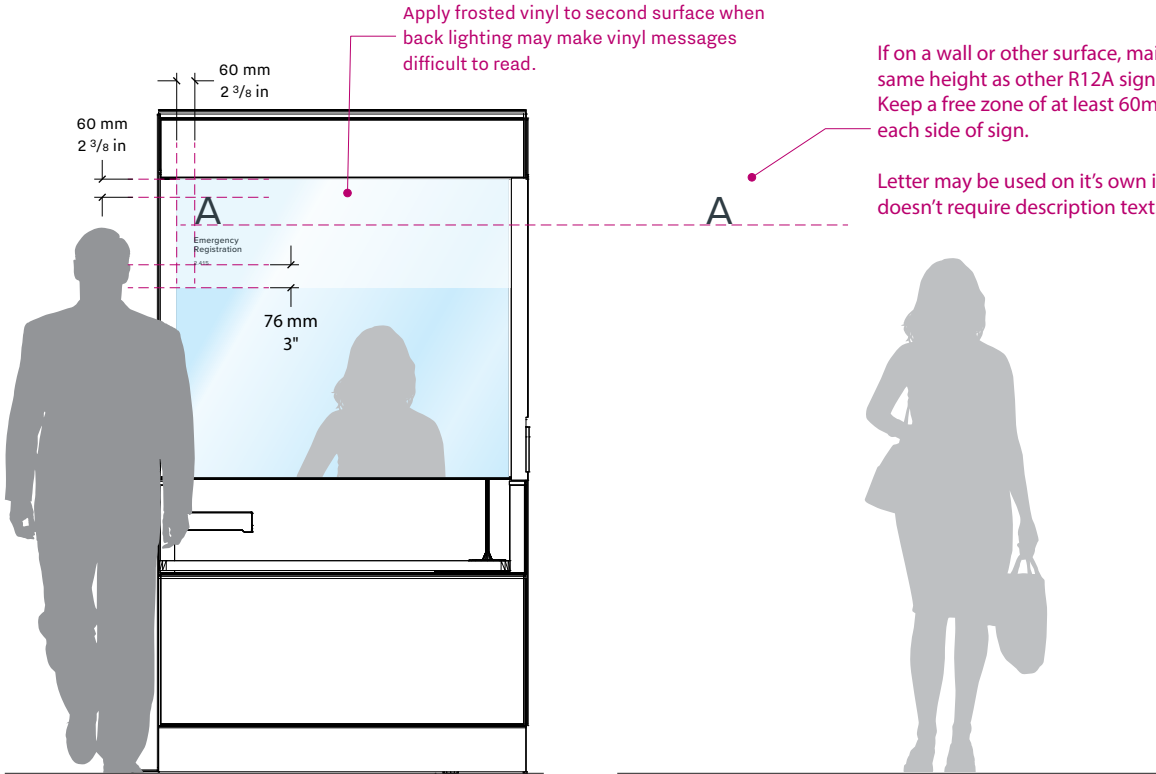 Apply frosted vinyl to second surface when
back lighting may make vinyl messages
difficult to read.
60 mm
2 3/8 in
60 mm
2 3/8 in
If on a wall or other surface, mai
same height as other R12A sign
Keep a free zone of at least 60m
each side of sign.
Letter may be used on it’s own i
doesn’t require description text
A
A
Emergency
Registration
76 mm
3"